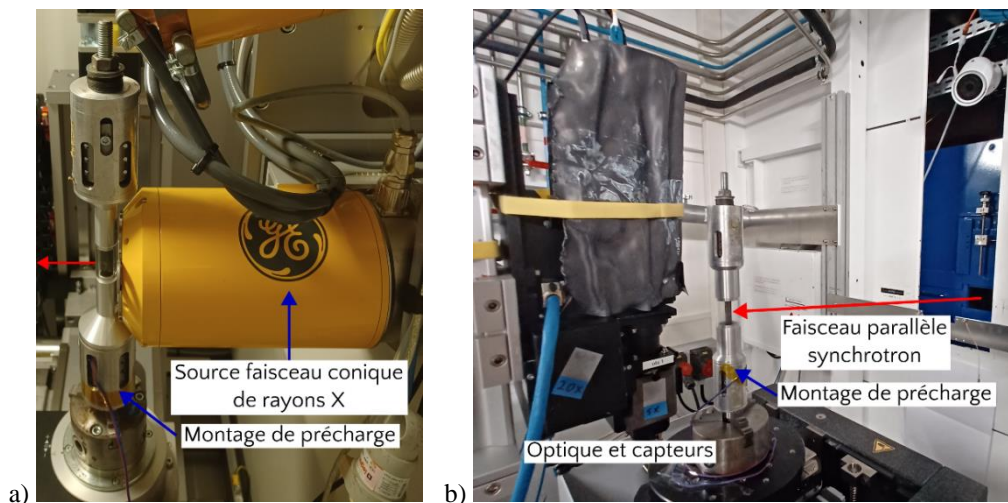 Source faisceau conique
de rayons X
Montage de précharge
a)
Faisceau parallèle
synchrotron
Montage de précharge
Optique et capteurs
20X
5X
b)